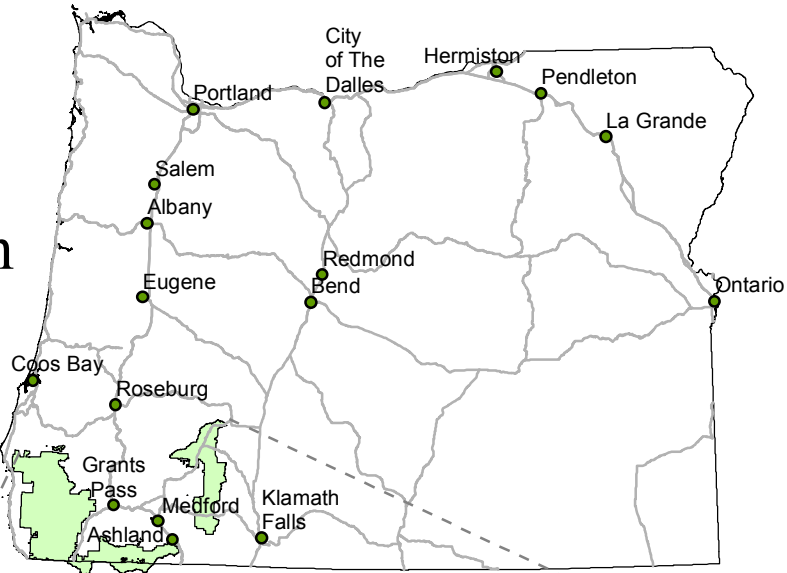 City
of The
Dalles
Hermiston
Pendleton
Portland
La Grande
Salem
Albany
n
Redmond
Bend
Eugene
Ontario
Coos Bay
Roseburg
Grants
Pass
Medford
Klamath
Falls
Ashland